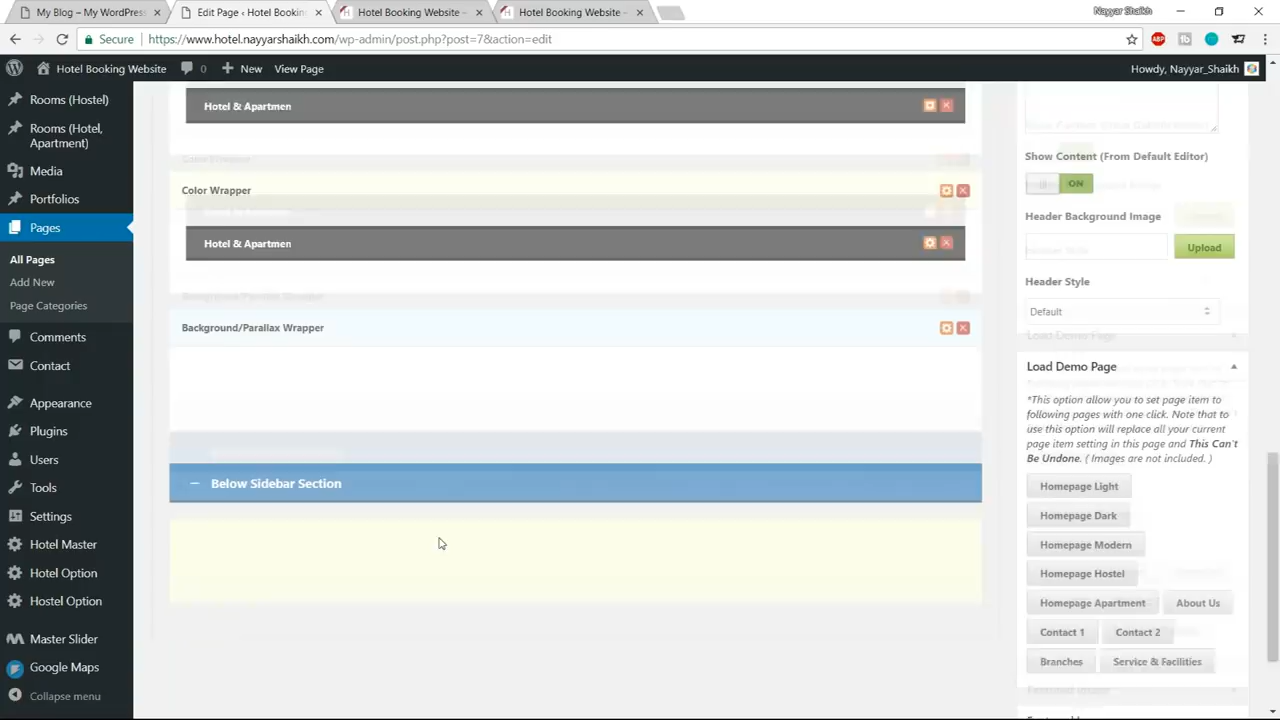 My Blog – My WordPress
Edit Page ‹ Hotel Booking
Hotel Booking Website –
Hotel Booking Website –
Nayyar Shaikh
Secure
https://www.hotel.nayyarshaikh.com/wp-admin/post.php?post=7&action=edit
Hotel Booking Website
0
New
View Page
Howdy, Nayyar_Shaikh
Rooms (Hostel)
Rooms (Hotel,
Apartment)
Media
Portfolios
Pages
All Pages
Add New
Page Categories
Comments
Contact
Appearance
Plugins
Users
Tools
Settings
Hotel Master
Hotel Option
Hostel Option
Master Slider
Google Maps
Collapse menu
Hotel & Apartmen
Color Wrapper
Hotel & Apartmen
Background/Parallax Wrapper
Below Sidebar Section
Show Content (From Default Editor)
ON
Header Background Image
Upload
Header Style
Default
Load Demo Page
*This option allow you to set page item to
following pages with one click. Note that to
use this option will replace all your current
page item setting in this page and This Can't
Be Undone. ( Images are not included. )
Homepage Light
Homepage Dark
Homepage Modern
Homepage Hostel
Homepage Apartment
About Us
Contact 1
Contact 2
Branches
Service & Facilities